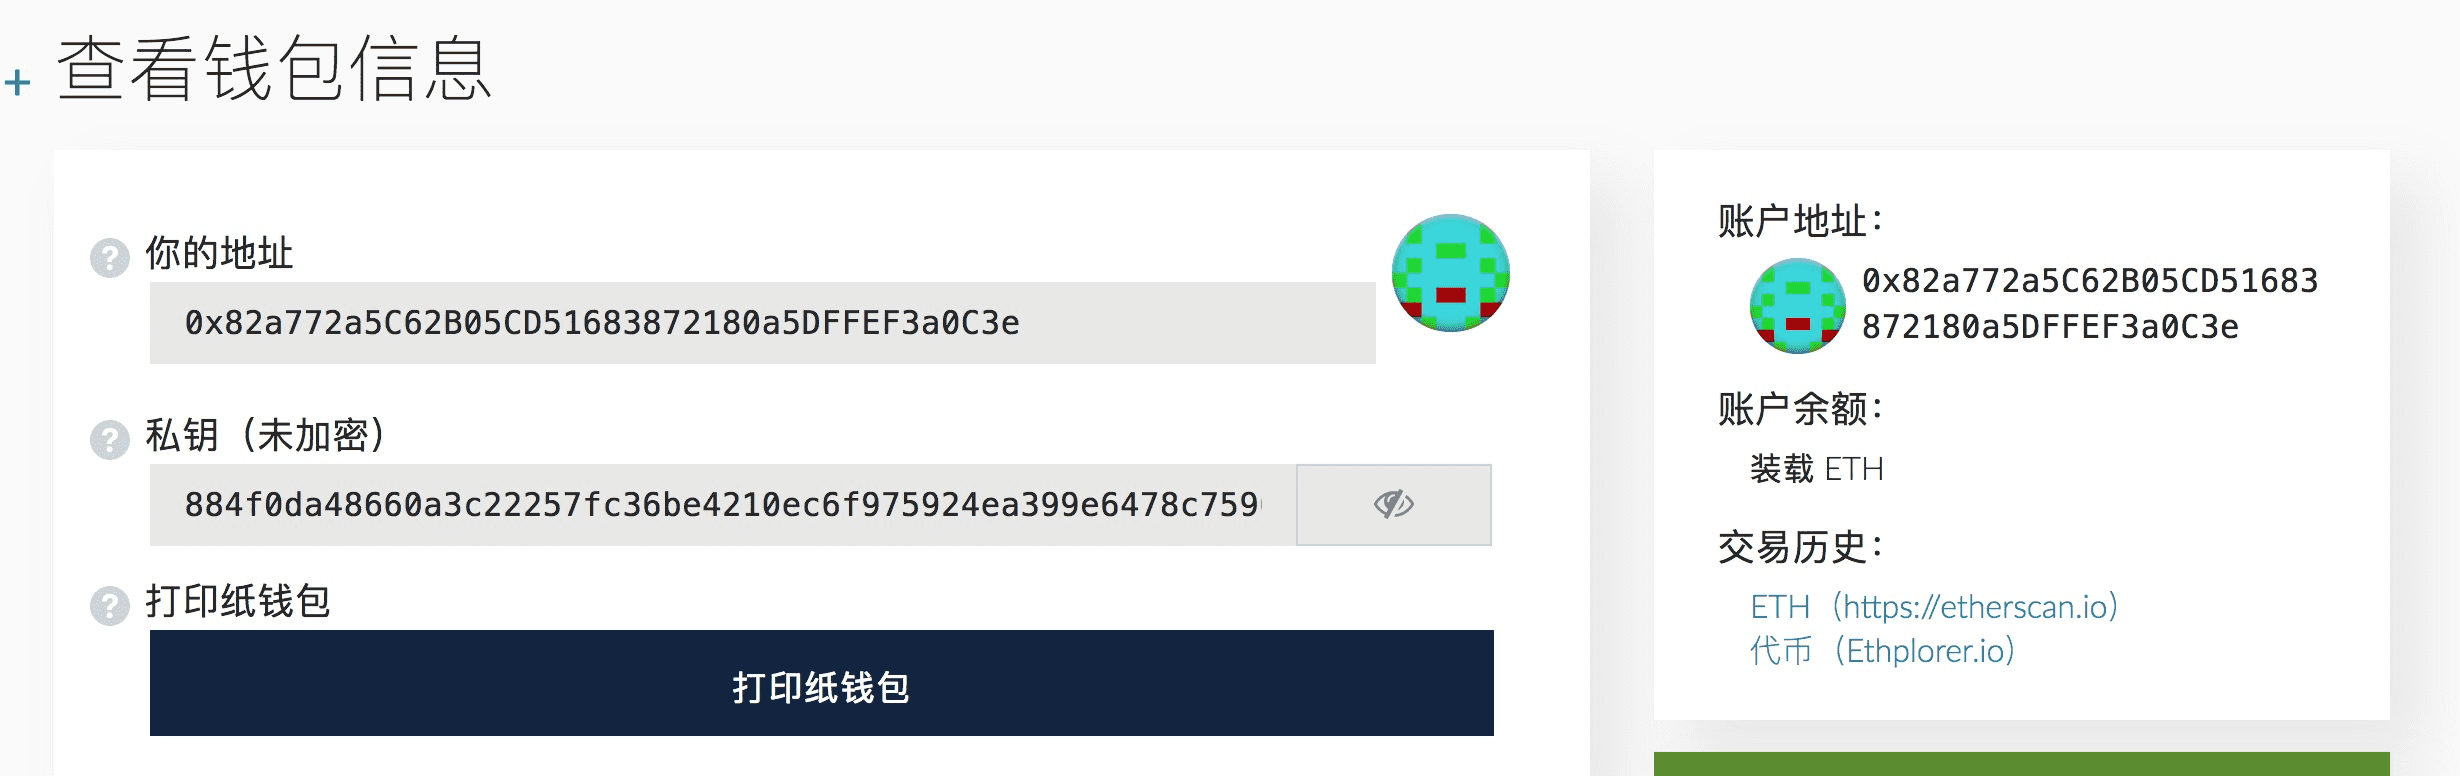 + 查看钱包信息
? 你的地址
0x82a772a5C62B05CD51683872180a5DFFEF3a0C3e
? 私钥（未加密）
884f0da48660a3c22257fc36be4210ec6f975924ea399e6478c759
? 打印纸钱包
打印纸钱包
账户地址：
0x82a772a5C62B05CD51683
872180a5DFFEF3a0C3e
账户余额：
装载 ETH
交易历史：
ETH（https://etherscan.io）
代币（Ethplorer.io）